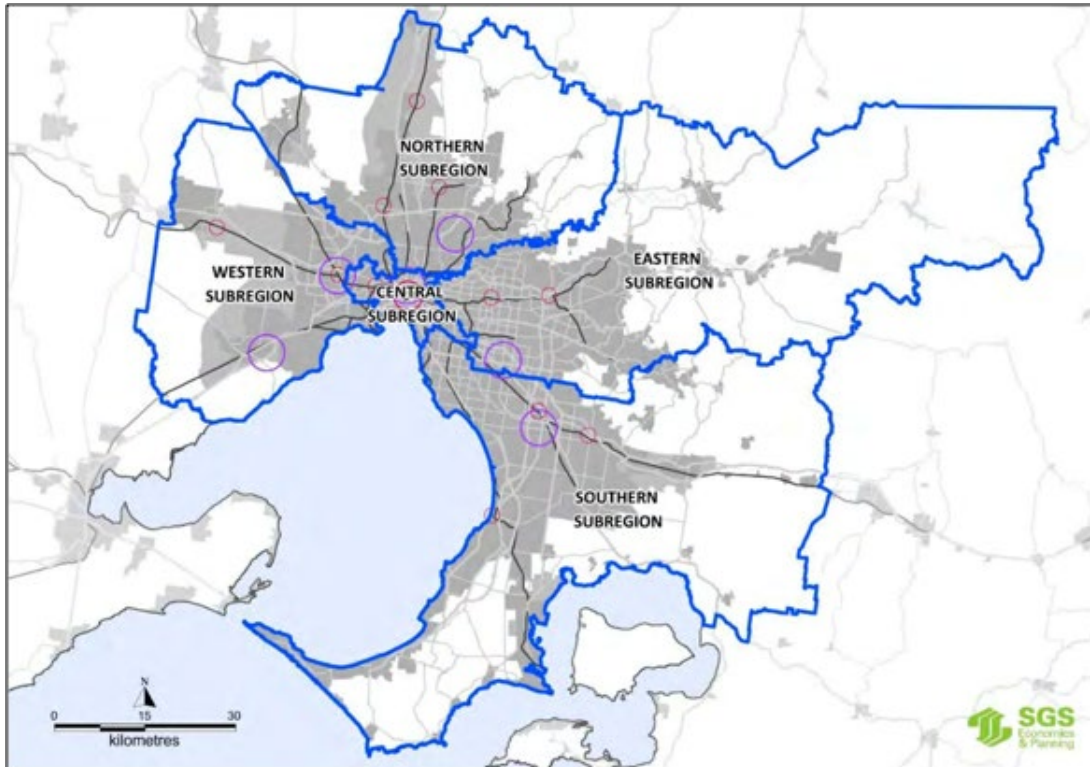 NORTHERN
SUBREGION
WESTERN
SUBREGION
CENTRAL
SUBREGION
EASTERN
SUBREGION
SOUTHERN
SUBREGION
N
0 15 30
kilometres
SGS
Economics
& Planning